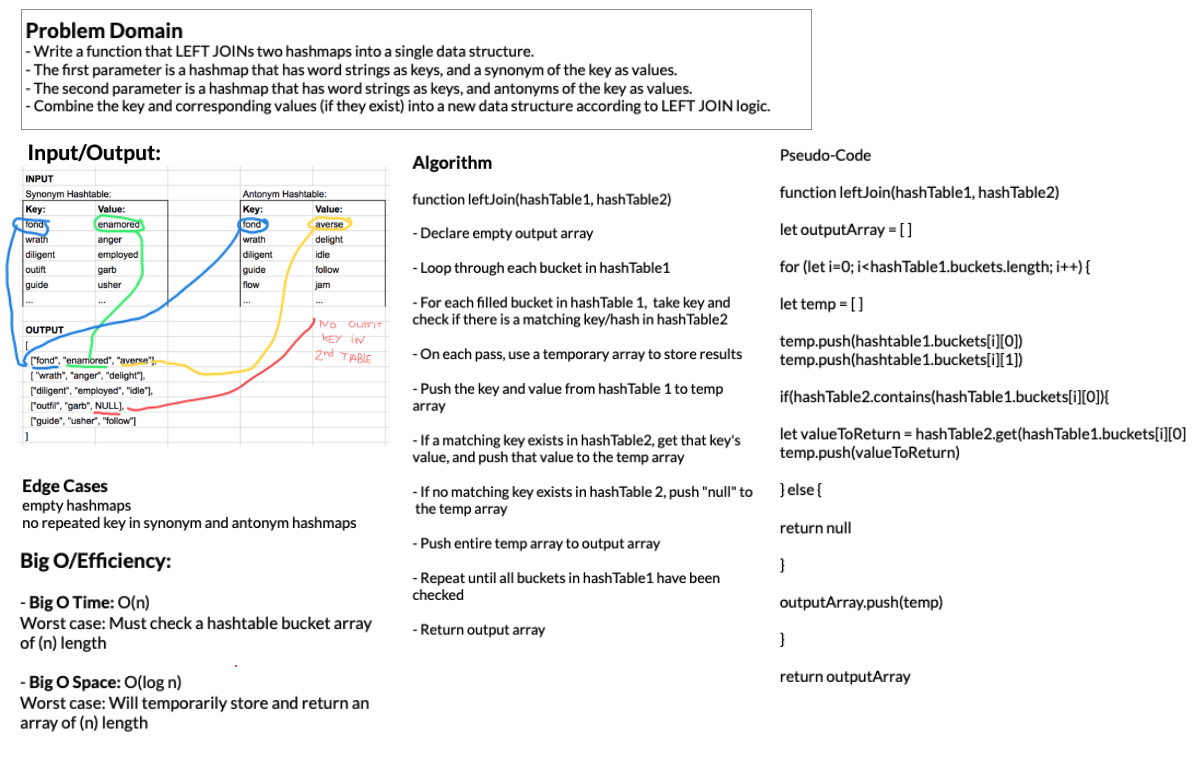 Problem Domain
- Write a function that LEFT JOINs two hashmaps into a single data structure.
- The first parameter is a hashmap that has word strings as keys, and a synonym of the key as values.
- The second parameter is a hashmap that has word strings as keys, and antonyms of the key as values.
- Combine the key and corresponding values (if they exist) into a new data structure according to LEFT JOIN logic.
Input/Output:
INPUT
Synonym Hashtable: Antonym Hashtable:
Key: Value: Key: Value:
fond enamored fond averse
wrath anger wrath delight
diligent employed diligent idle
outift garb guide follow
guide usher flow jam
... ... ... ...
NO OUTFIT
KEY IN
2nd TABLE
OUTPUT
[
["fond", "enamored", "averse"],
[ "wrath", "anger", "delight"],
["diligent", "employed", "idle"],
["outfil", "garb", NULL],
["guide", "usher", "follow"]
]
Edge Cases
empty hashmaps
no repeated key in synonym and antonym hashmaps
Big O/Efficiency:
- Big O Time: O(n)
Worst case: Must check a hashtable bucket array
of (n) length
- Big O Space: O(log n)
Worst case: Will temporarily store and return an
array of (n) length
Algorithm
function leftJoin(hashTable1, hashTable2)
- Declare empty output array
- Loop through each bucket in hashTable1
- For each filled bucket in hashTable 1, take key and
check if there is a matching key/hash in hashTable2
- On each pass, use a temporary array to store results
- Push the key and value from hashTable 1 to temp
array
- If a matching key exists in hashTable2, get that key's
value, and push that value to the temp array
- If no matching key exists in hashTable 2, push "null" to
the temp array
- Push entire temp array to output array
- Repeat until all buckets in hashTable1 have been
checked
- Return output array
Pseudo-Code
function leftJoin(hashTable1, hashTable2)
let outputArray = [ ]
for (let i=0; i<hashTable1.buckets.length; i++) {
let temp = [ ]
temp.push(hashtable1.buckets[i][0])
temp.push(hashtable1.buckets[i][1])
if(hashTable2.contains(hashTable1.buckets[i][0]){
let valueToReturn = hashTable2.get(hashTable1.buckets[i][0]
temp.push(valueToReturn)
} else {
return null
}
outputArray.push(temp)
}
return outputArray